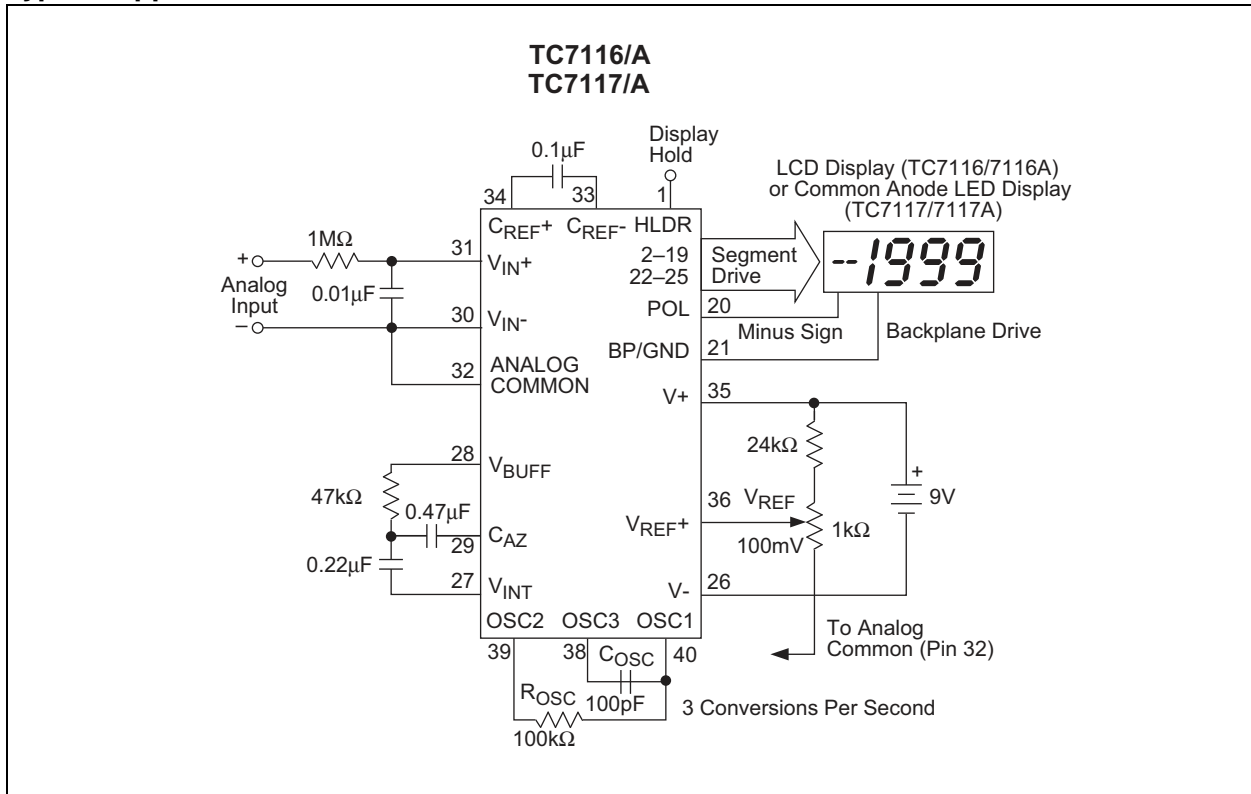 TC7116/A
TC7117/A
Display
Hold
0.1μF
LCD Display (TC7116/7116A)
or Common Anode LED Display
(TC7117/7117A)
34
33
1
CREF+
CREF-
HLDR
1MΩ
31
VIN+
2–19
22–25
Segment
Drive
-1999
+
Analog
Input
–
0.01μF
30
VIN-
POL
20
Minus Sign
Backplane Drive
BP/GND
21
32
ANALOG
COMMON
V+
35
24kΩ
28
VBUFF
47kΩ
0.47μF
36
VREF
+
9V
VREF+
1kΩ
100mV
29
CAZ
0.22μF
27
VINT
V-
26
OSC2
OSC3
OSC1
To Analog
Common (Pin 32)
39
38
COSC
40
100pF
ROSC
3 Conversions Per Second
100kΩ